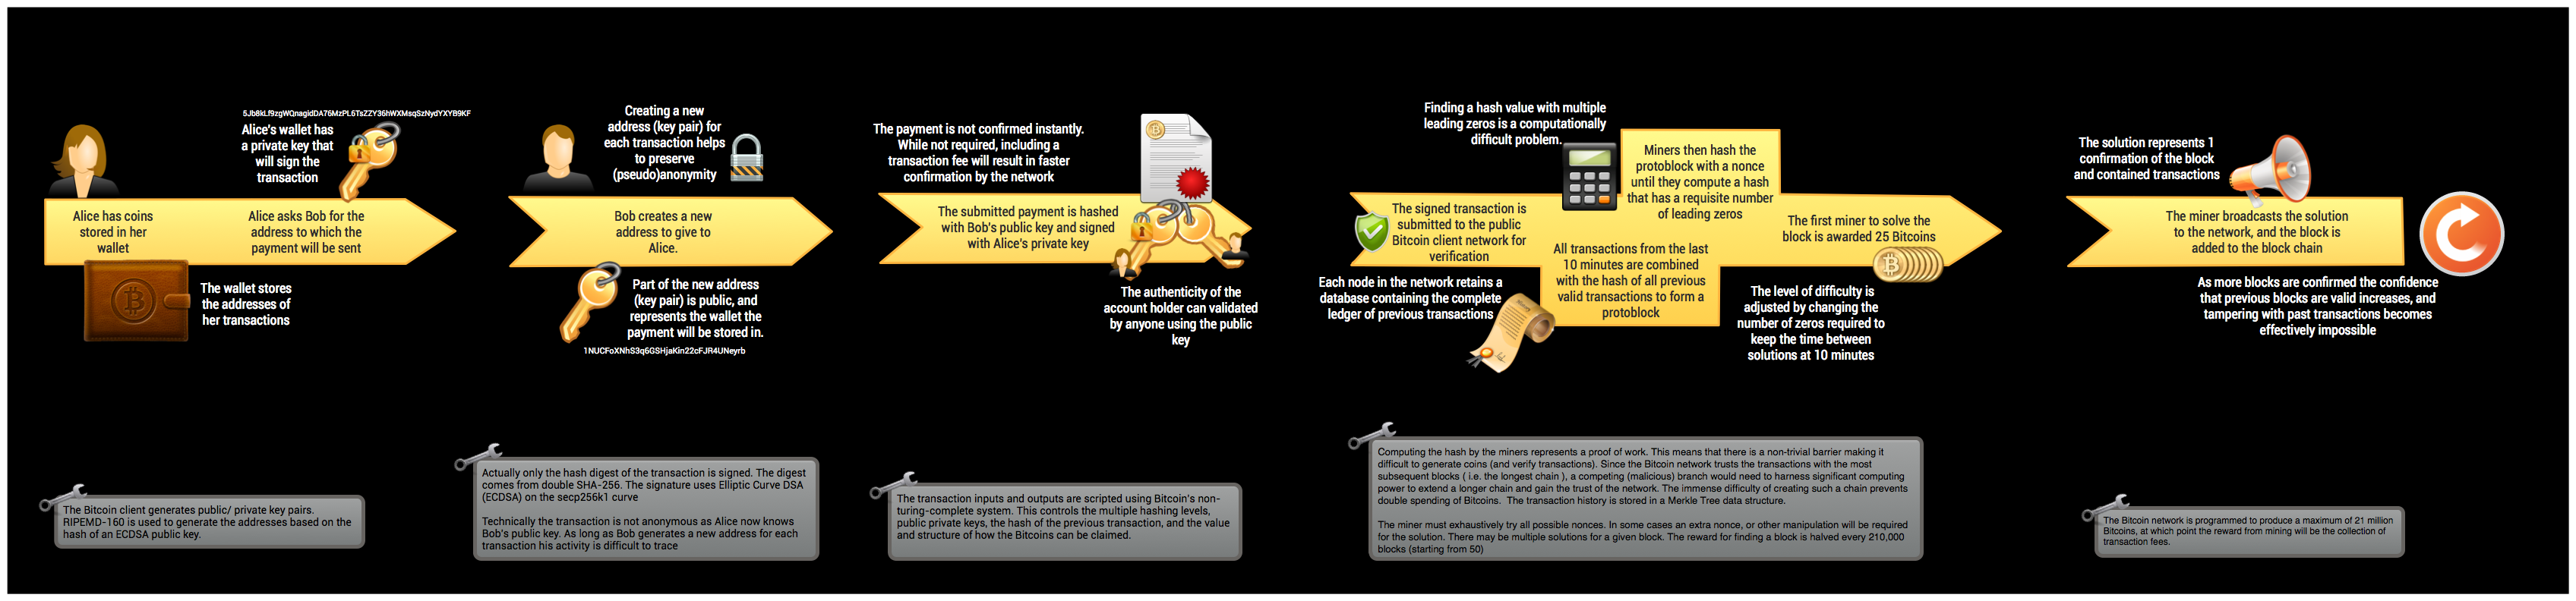 5Jb8kLf9zgWQnagidDA76MzPL6TsZZY36hWXMsqSzNydYXYB9KF
Alice's wallet has
a private key that
will sign the
transaction
Alice has coins
stored in her
wallet
Alice asks Bob for the
address to which the
payment will be sent
The wallet stores
the addresses of
her transactions
The Bitcoin client generates public/ private key pairs.
RIPEMD-160 is used to generate the addresses based on the
hash of an ECDSA public key.
Creating a new
address (key pair) for
each transaction helps
to preserve
(pseudo)anonymity
Bob creates a new
address to give to
Alice.
Part of the new address
(key pair) is public, and
represents the wallet the
payment will be stored in.
1NUCFoXNhS3q6GSHjaKin22cFJR4UNeyrb
Actually only the hash digest of the transaction is signed. The digest
comes from double SHA-256. The signature uses Elliptic Curve DSA
(ECDSA) on the secp256k1 curve
Technically the transaction is not anonymous as Alice now knows
Bob's public key. As long as Bob generates a new address for each
transaction his activity is difficult to trace
The payment is not confirmed instantly.
While not required, including a
transaction fee will result in faster
confirmation by the network
The submitted payment is hashed
with Bob's public key and signed
with Alice's private key
The authenticity of the
account holder can validated
by anyone using the public
key
The transaction inputs and outputs are scripted using Bitcoin's non-
turing-complete system. This controls the multiple hashing levels,
public private keys, the hash of the previous transaction, and the value
and structure of how the Bitcoins can be claimed.
Finding a hash value with multiple
leading zeros is a computationally
difficult problem.
The signed transaction is
submitted to the public
Bitcoin client network for
verification
Each node in the network retains a
database containing the complete
ledger of previous transactions
All transactions from the last
10 minutes are combined
with the hash of all previous
valid transactions to form a
protoblock
Miners then hash the
protoblock with a nonce
until they compute a hash
that has a requisite number
of leading zeros
The first miner to solve the
block is awarded 25 Bitcoins
The level of difficulty is
adjusted by changing the
number of zeros required to
keep the time between
solutions at 10 minutes
Computing the hash by the miners represents a proof of work. This means that there is a non-trivial barrier making it
difficult to generate coins (and verify transactions). Since the Bitcoin network trusts the transactions with the most
subsequent blocks ( i.e. the longest chain ), a competing (malicious) branch would need to harness significant computing
power to extend a longer chain and gain the trust of the network. The immense difficulty of creating such a chain prevents
double spending of Bitcoins. The transaction history is stored in a Merkle Tree data structure.
The miner must exhaustively try all possible nonces. In some cases an extra nonce, or other manipulation will be required
for the solution. There may be multiple solutions for a given block. The reward for finding a block is halved every 210,000
blocks (starting from 50)
The solution represents 1
confirmation of the block
and contained transactions
The miner broadcasts the solution
to the network, and the block is
added to the block chain
As more blocks are confirmed the confidence
that previous blocks are valid increases, and
tampering with past transactions becomes
effectively impossible
The Bitcoin network is programmed to produce a maximum of 21 million
Bitcoins, at which point the reward from mining will be the collection of
transaction fees.